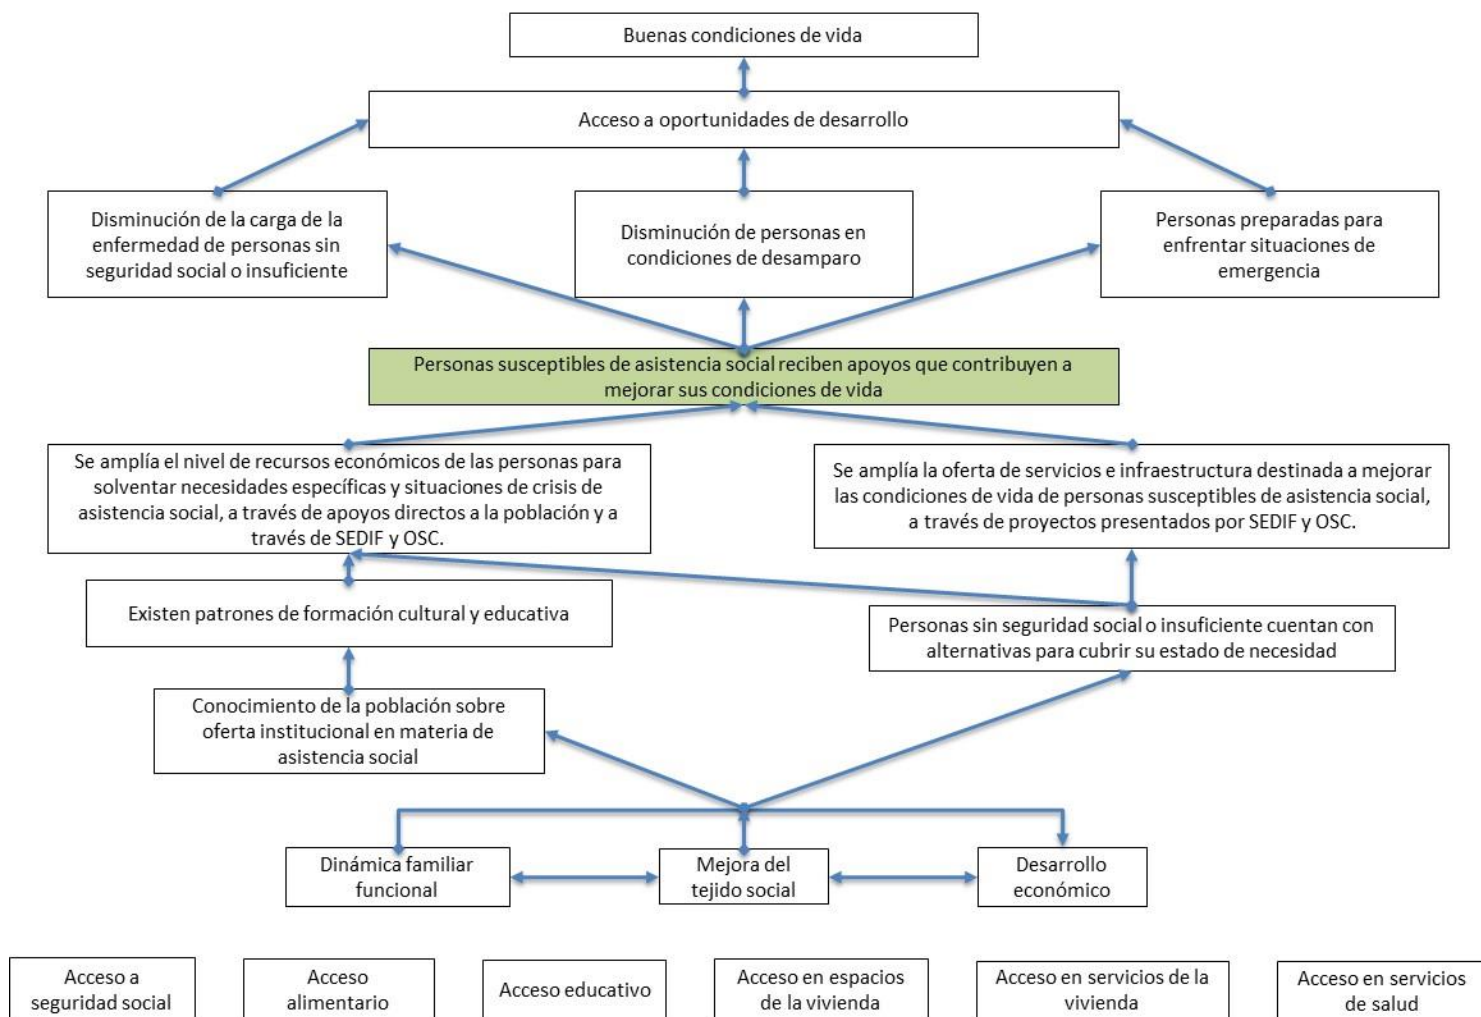 Buenas condiciones de vida
Acceso a oportunidades de desarrollo
Disminución de la carga de la
enfermedad de personas sin
seguridad social o insuficiente
Disminución de personas en
condiciones de desamparo
Personas preparadas para
enfrentar situaciones de
emergencia
Personas susceptibles de asistencia social reciben apoyos que contribuyen a
mejorar sus condiciones de vida
Se amplía el nivel de recursos económicos de las personas para
solventar necesidades específicas y situaciones de crisis de
asistencia social, a través de apoyos directos a la población y a
través de SEDIF y OSC.
Se amplía la oferta de servicios e infraestructura destinada a mejorar
las condiciones de vida de personas susceptibles de asistencia social,
a través de proyectos presentados por SEDIF y OSC.
Existen patrones de formación cultural y educativa
Personas sin seguridad social o insuficiente cuentan con
alternativas para cubrir su estado de necesidad
Conocimiento de la población sobre
oferta institucional en materia de
asistencia social
Dinámica familiar
funcional
Mejora del
tejido social
Desarrollo
económico
Acceso a
seguridad social
Acceso
alimentario
Acceso educativo
Acceso en espacios
de la vivienda
Acceso en servicios de la
vivienda
Acceso en servicios
de salud